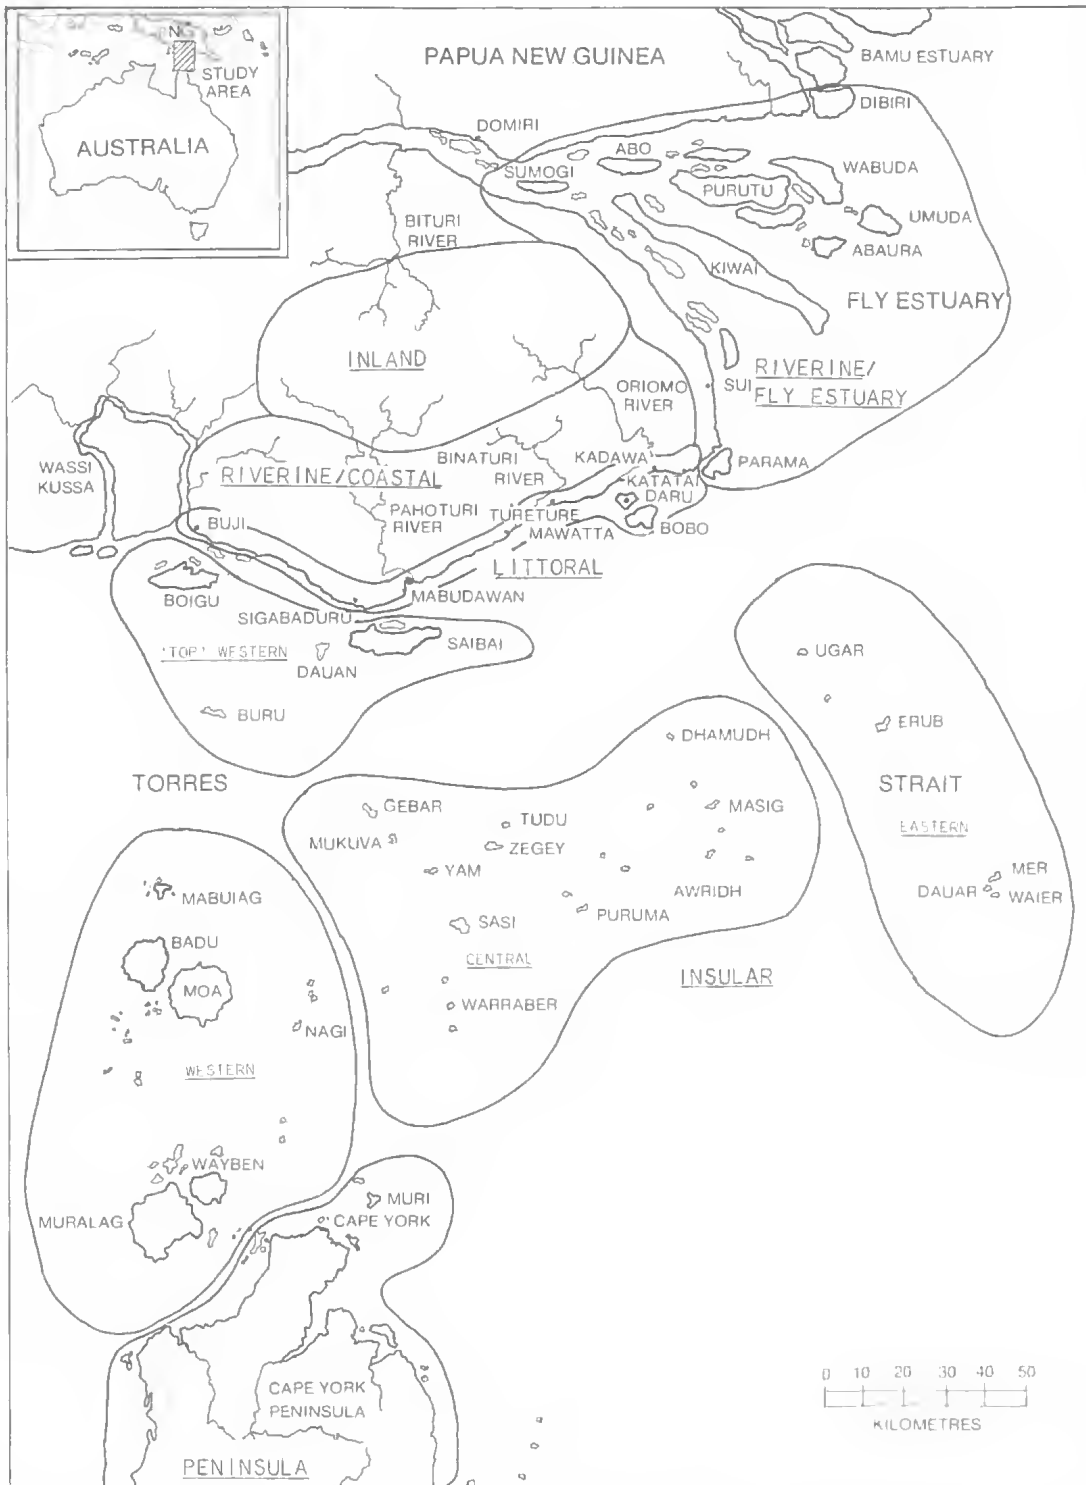 N
STUDY
AREA
AUSTRALIA
PAPUA NEW GUINEA
BAMU ESTUARY
DIBIRI
DOMIRI
ABO
SUMOGI
WABUDA
PURUTU
UMUDA
ABAURA
BITURI
RIVER
KIWAI
FLY ESTUARY
INLAND
RIVERINE/
FLY ESTUARY
SUI
ORIOMO
RIVER
WASSI
KUSSA
RIVERINE/COASTAL
BINATURI
RIVER
KADAWA
PARAMA
KATATAI
DARU
PAHOTURI
RIVER
TURETURE
BOBO
BUJI
MAWATTA
LITTORAL
BOIGU
MABUDAWAN
SIGABADURU
SAIBAI
'TOP' WESTERN
DAUAN
BURU
UGAR
ERUB
DHAMUDH
TORRES
STRAIT
GEBAR
MASIG
TUDU
MUKUVA
ZEGEY
EASTERN
YAM
MER
MABUIAG
AWRIDH
DAUAR
WAIER
PURUMA
SASI
BADU
CENTRAL
INSULAR
MOA
WARRABER
NAGI
WESTERN
WAYBEN
MURI
MURALAG
CAPE YORK
CAPE YORK
PENINSULA
PENINSULA
0 10 20 30 40 50
KILOMETRES